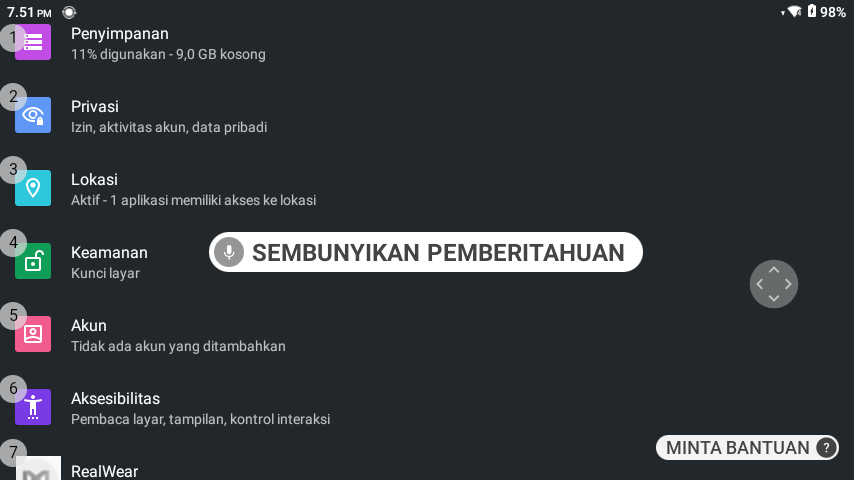 7.51 PM
98%
1
Penyimpanan
11% digunakan - 9,0 GB kosong
2
Privasi
Izin, aktivitas akun, data pribadi
3
Lokasi
Aktif - 1 aplikasi memiliki akses ke lokasi
4
Keamanan
Kunci layar
SEMBUNYIKAN PEMBERITAHUAN
5
Akun
Tidak ada akun yang ditambahkan
6
Aksesibilitas
Pembaca layar, tampilan, kontrol interaksi
MINTA BANTUAN ?
7
RealWear